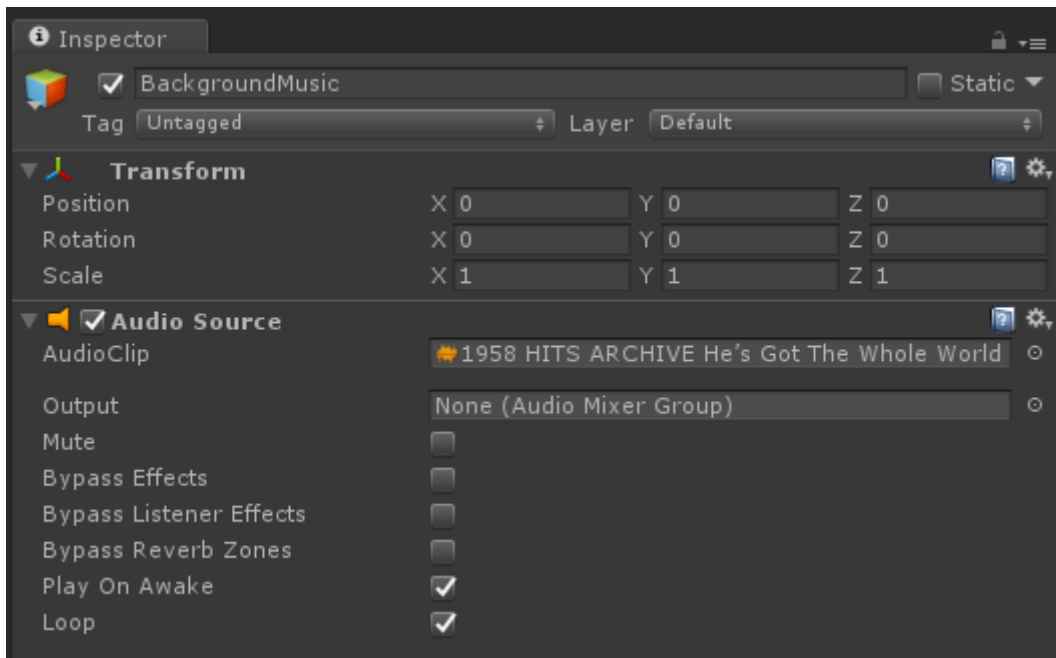 Inspector
BackgroundMusic Static
Tag Untagged Layer Default
Transform
Position X 0 Y 0 Z 0
Rotation X 0 Y 0 Z 0
Scale X 1 Y 1 Z 1
Audio Source
AudioClip 1958 HITS ARCHIVE He's Got The Whole World
Output None (Audio Mixer Group)
Mute
Bypass Effects
Bypass Listener Effects
Bypass Reverb Zones
Play On Awake
Loop